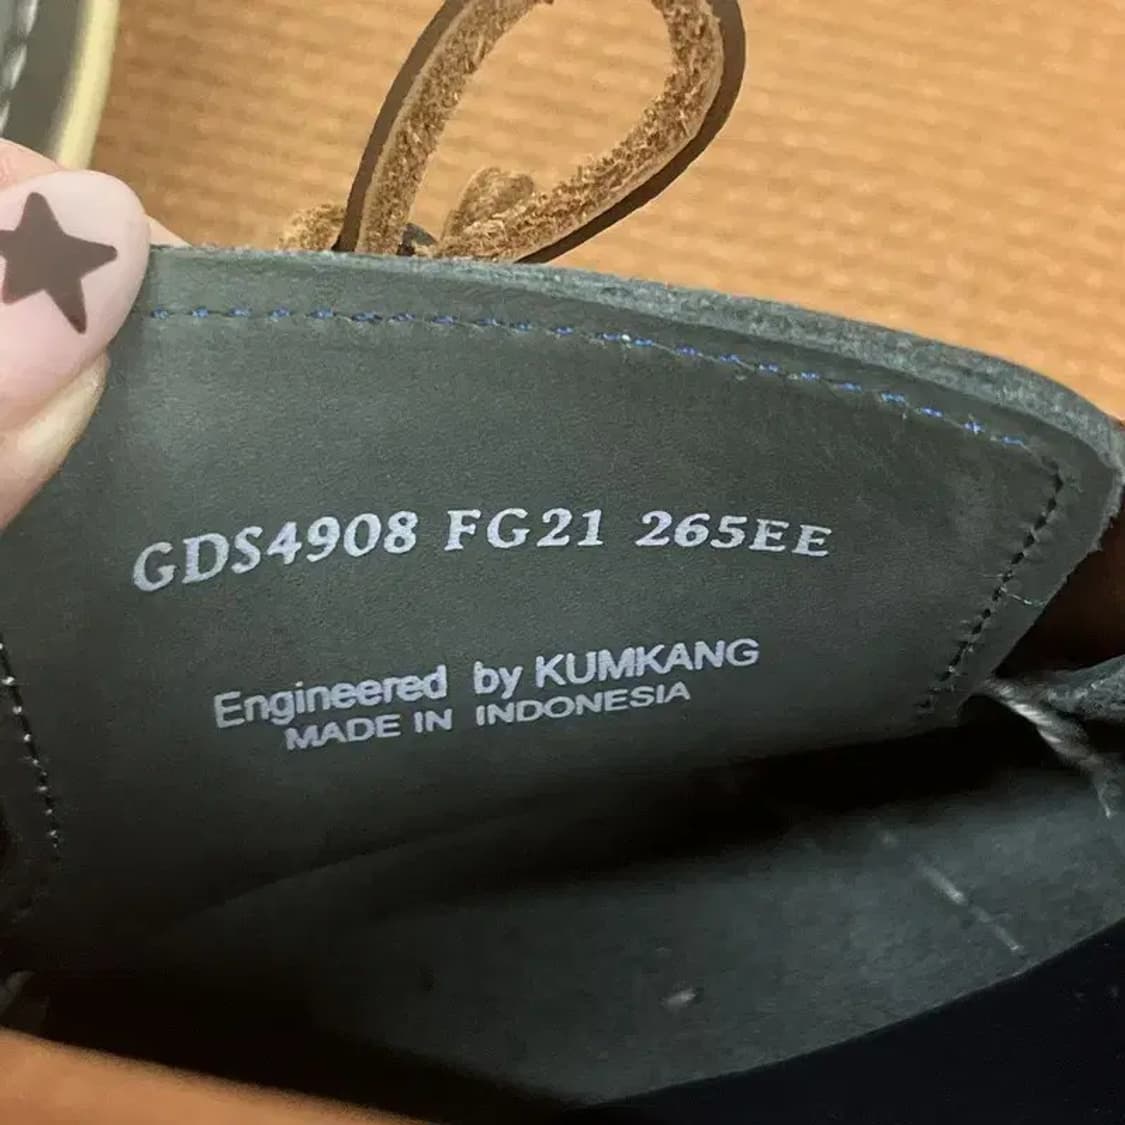 GDS4908 FG21 265EE
Engineered by KUMKANG
MADE IN INDONESIA